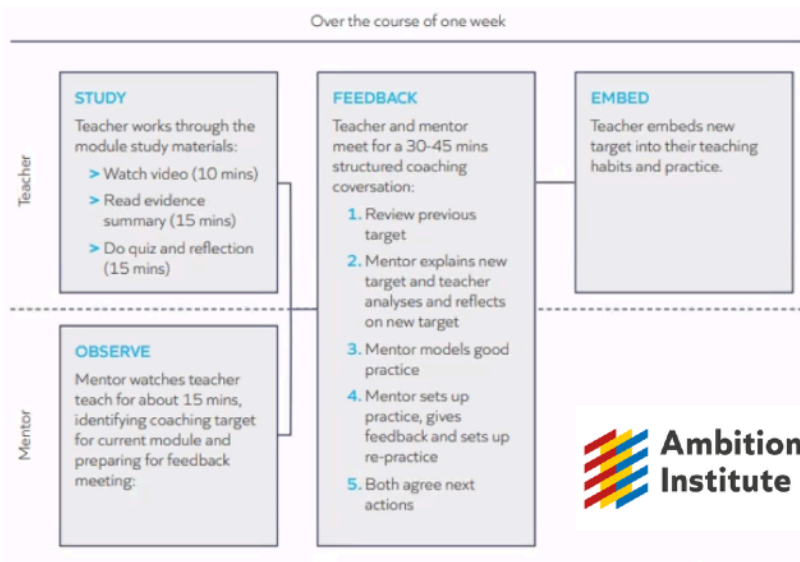 Over the course of one week
Teacher
STUDY
Teacher works through the
module study materials:
> Watch video (10 mins)
> Read evidence
summary (15 mins)
> Do quiz and reflection
(15 mins)
Mentor
OBSERVE
Mentor watches teacher
teach for about 15 mins,
identifying coaching target
for current module and
preparing for feedback
meeting:
FEEDBACK
Teacher and mentor
meet for a 30-45 mins
structured coaching
coversation:
1. Review previous
target
2. Mentor explains new
target and teacher
analyses and reflects
on new target
3. Mentor models good
practice
4. Mentor sets up
practice, gives
feedback and sets up
re-practice
5. Both agree next
actions
EMBED
Teacher embeds new
target into their teaching
habits and practice.
Ambition
Institute